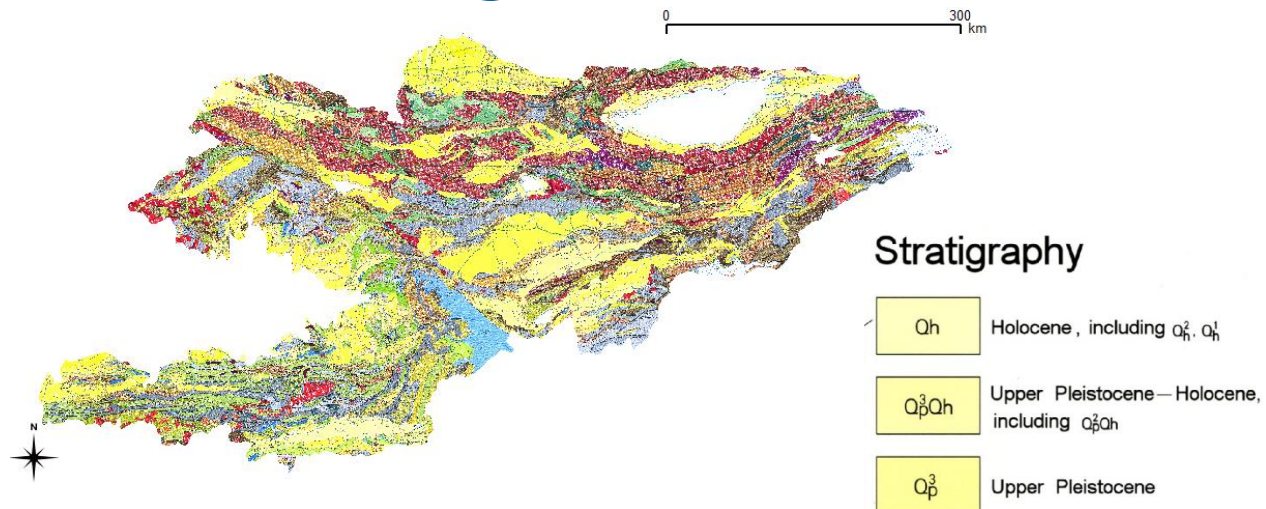 0 300
km
N
Stratigraphy
Qh Holocene, including Q²h, Q¹h
Q³pQh Upper Pleistocene—Holocene,
including Q²pQh
Q³p Upper Pleistocene